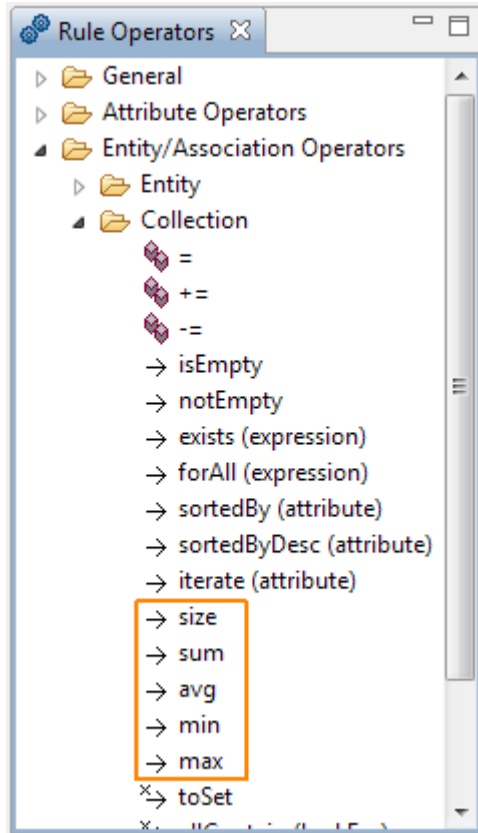 Rule Operators
General
Attribute Operators
Entity/Association Operators
Entity
Collection
=
+=
-=
isEmpty
notEmpty
exists (expression)
forAll (expression)
sortedBy (attribute)
sortedByDesc (attribute)
iterate (attribute)
size
sum
avg
min
max
toSet